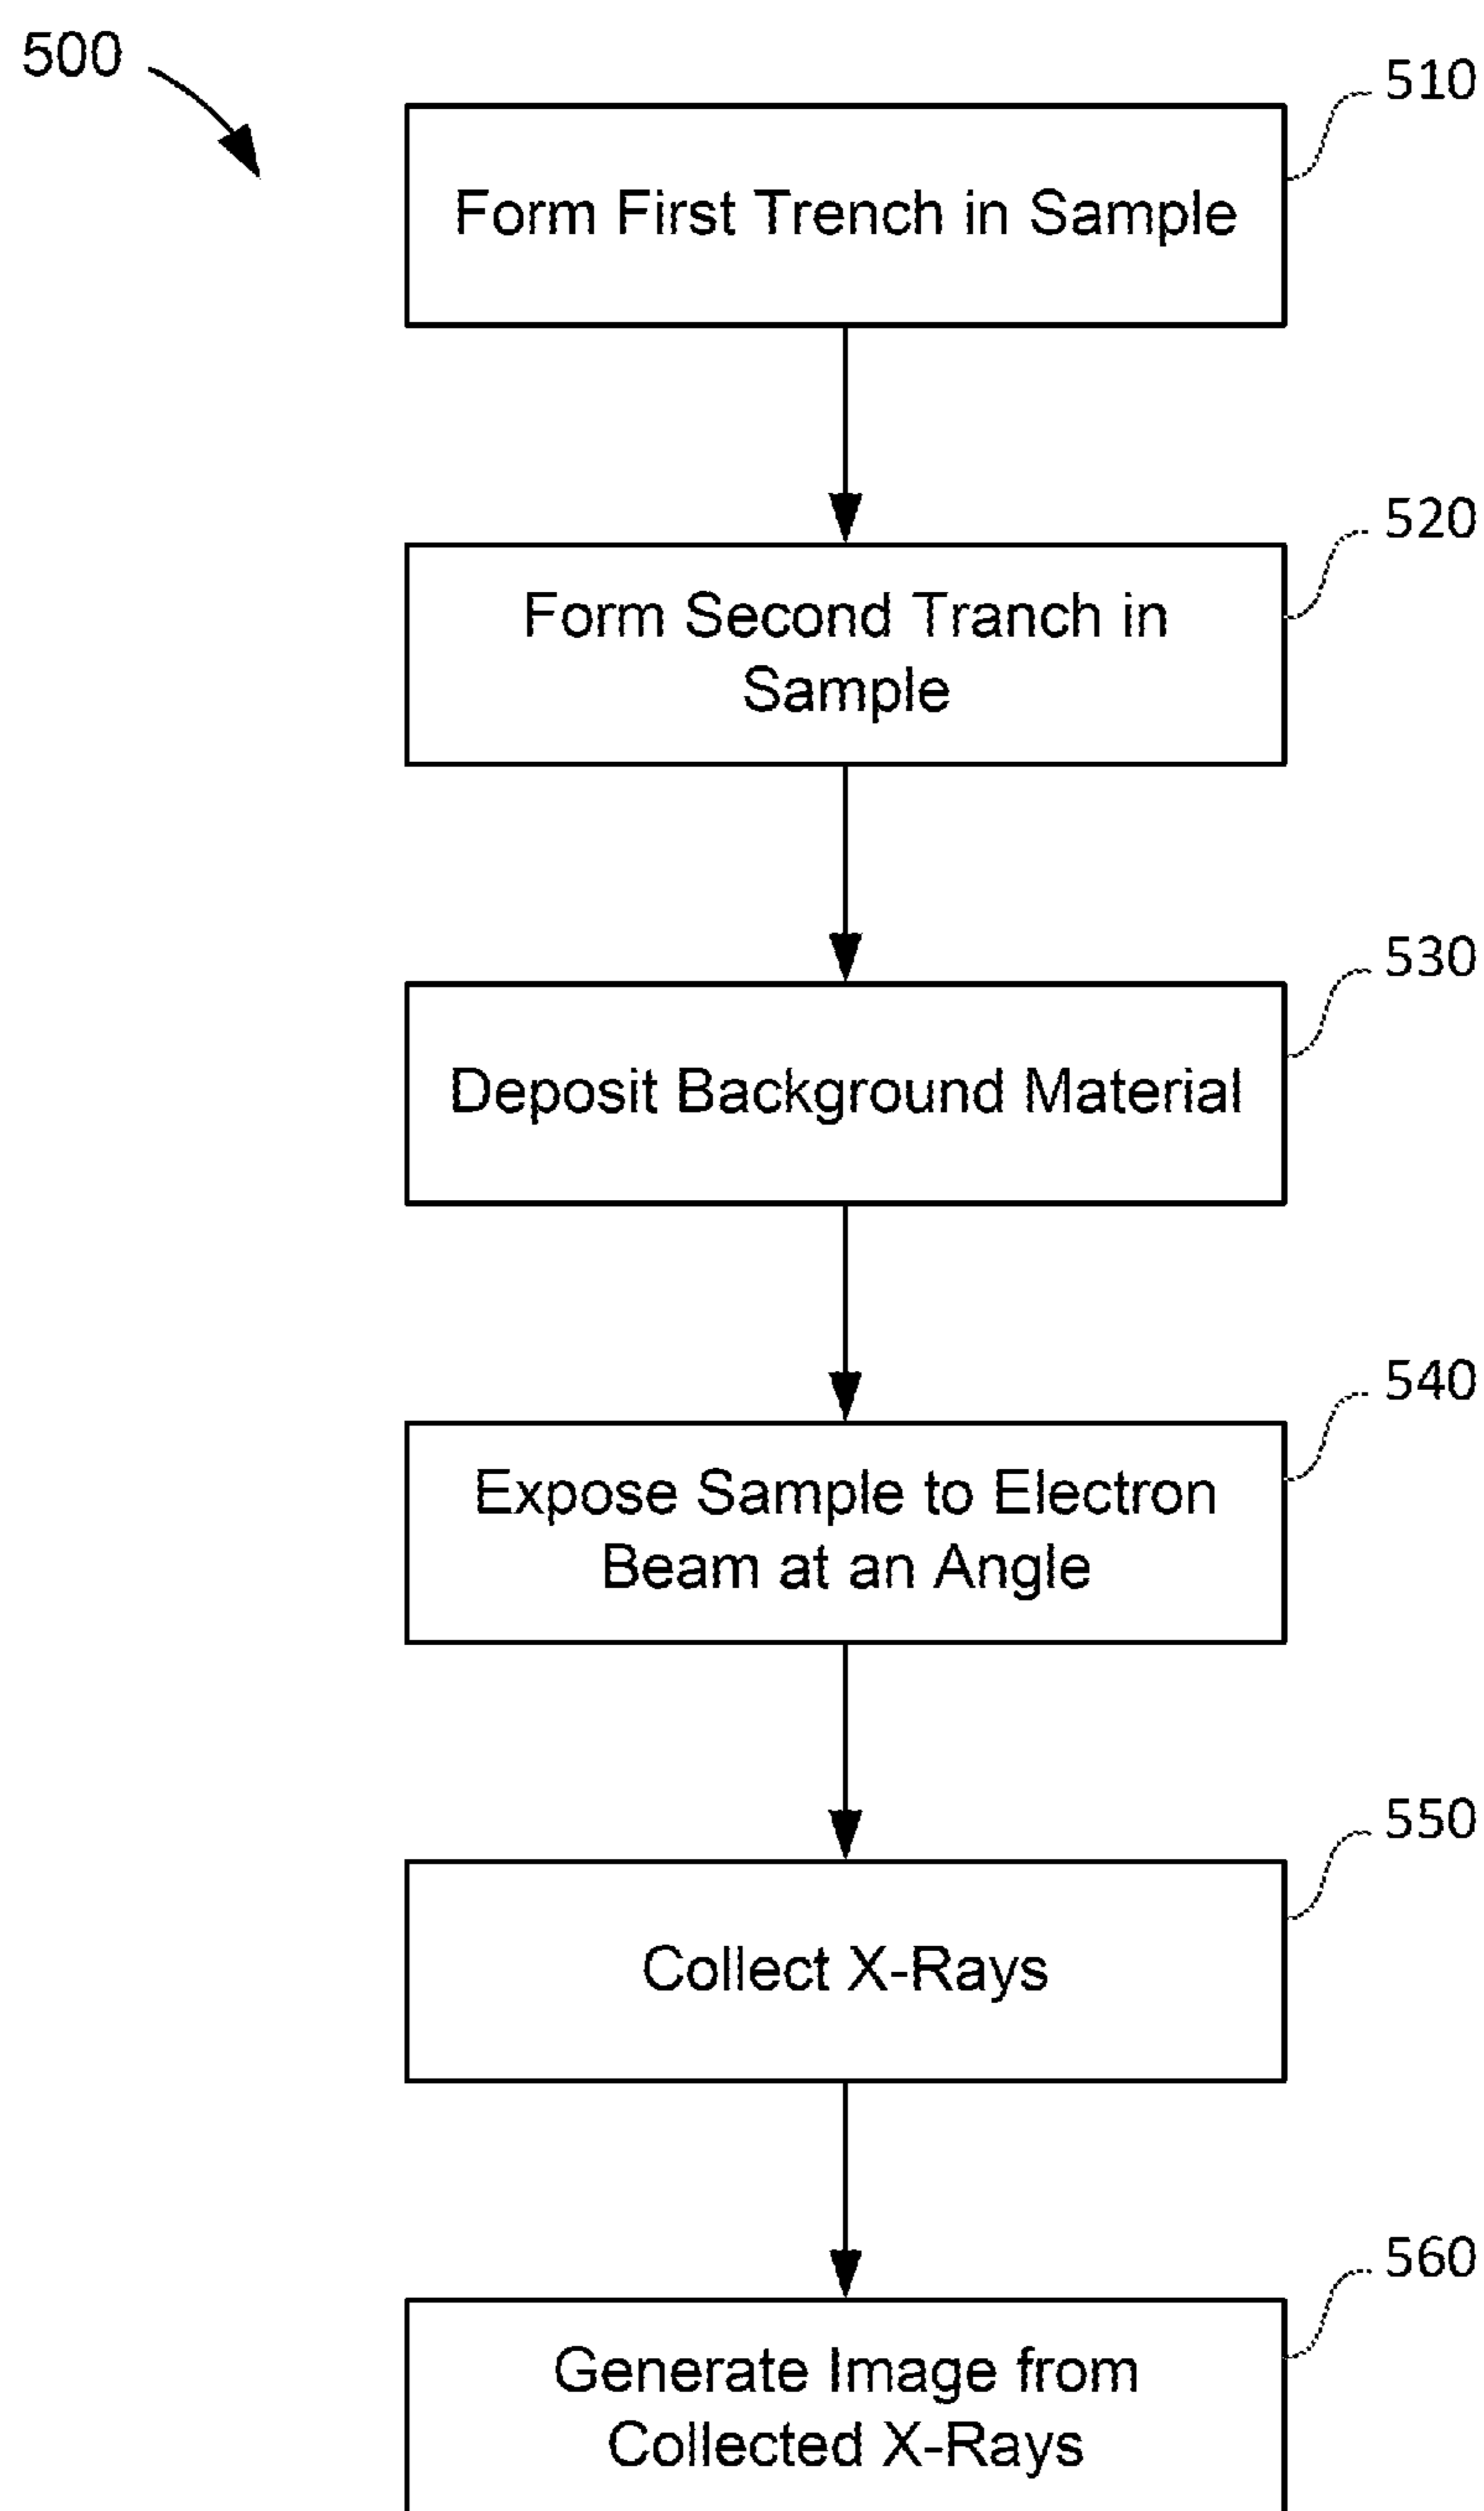 500
510
Form First Trench in Sample
520
Form Second Tranch in
Sample
530
Deposit Background Material
540
Expose Sample to Electron
Beam at an Angle
550
Collect X-Rays
560
Generate Image from
Collected X-Rays